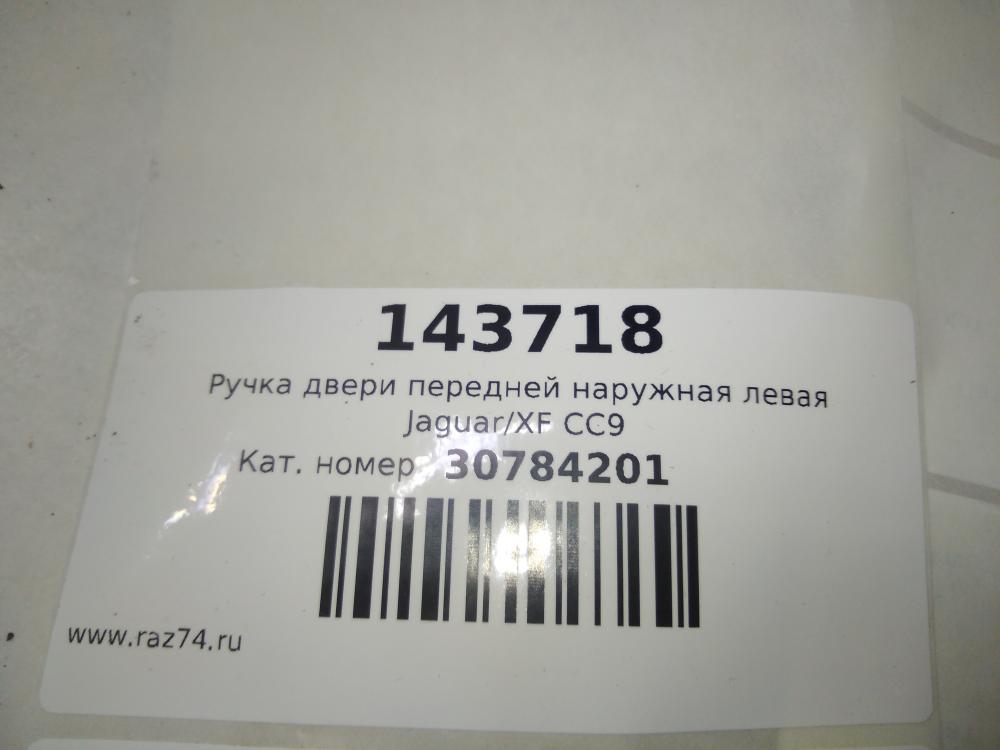 143718
Ручка двери передней наружная левая
Jaguar/XF CC9
Кат. номер 30784201
www.raz74.ru